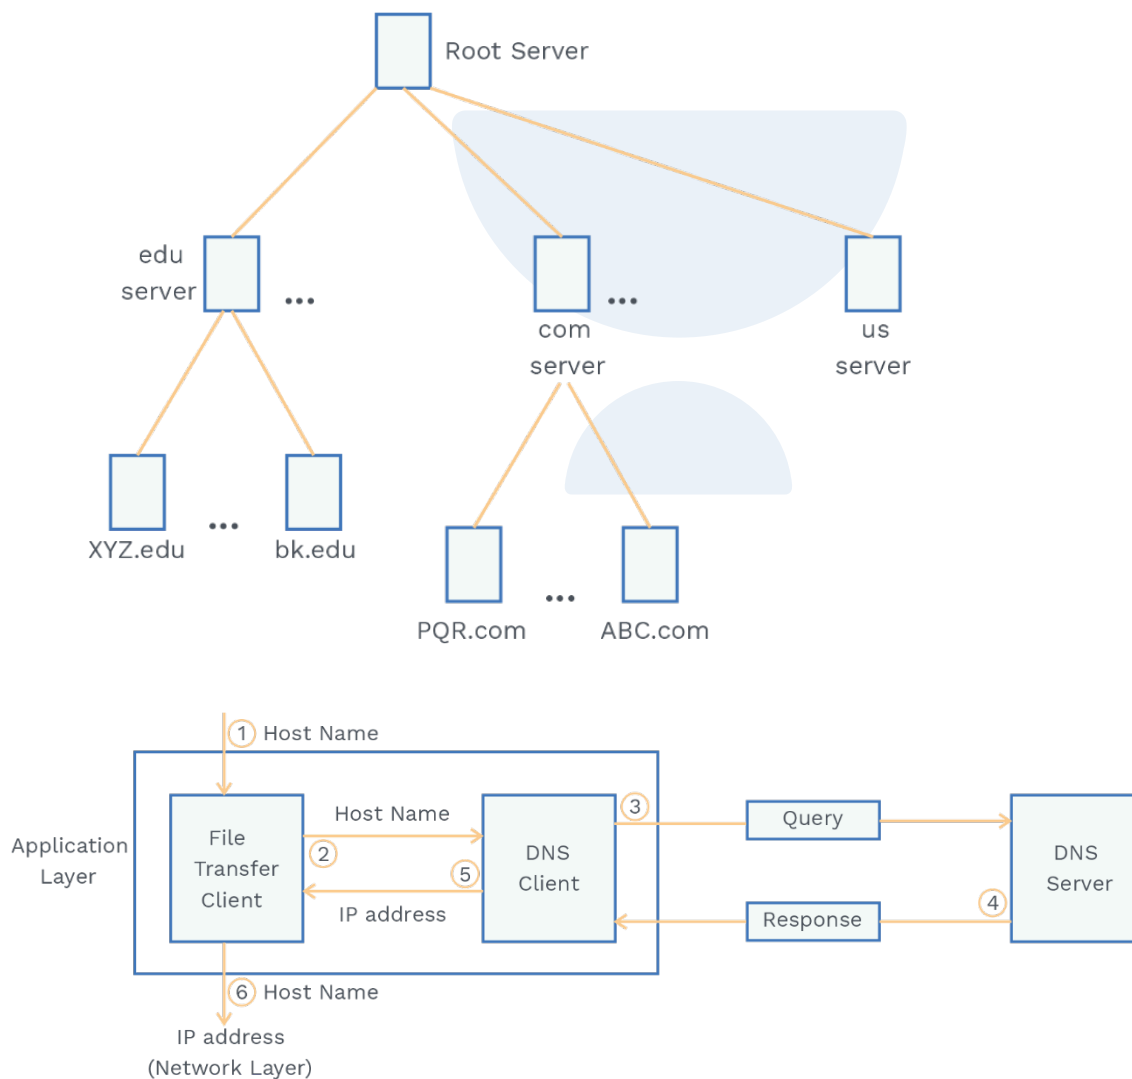 Root Server
edu
server
...
com
server
...
us
server
XYZ.edu
...
bk.edu
PQR.com
...
ABC.com
1 Host Name
Application
Layer
File
Transfer
Client
Host Name
2
5
IP address
DNS
Client
3
Query
Response
4
DNS
Server
6 Host Name
IP address
(Network Layer)